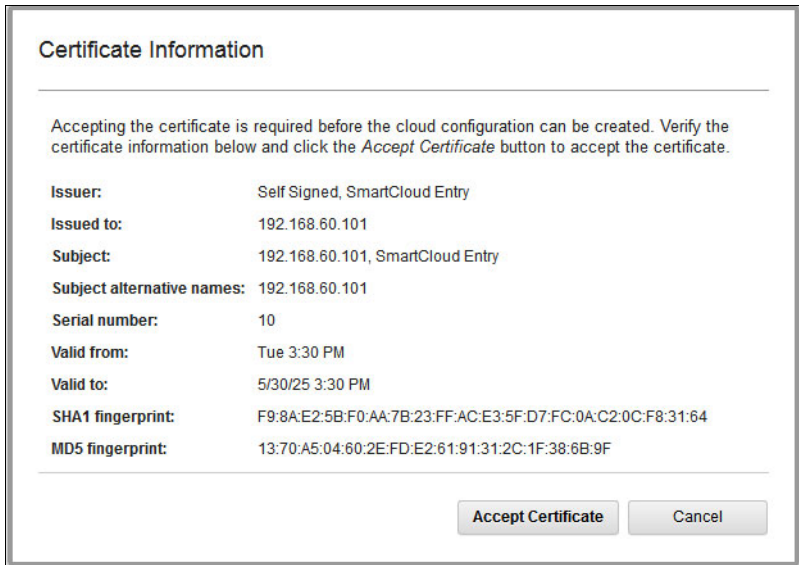 Certificate Information
Accepting the certificate is required before the cloud configuration can be created. Verify the
certificate information below and click the Accept Certificate button to accept the certificate.
Issuer: Self Signed, SmartCloud Entry
Issued to: 192.168.60.101
Subject: 192.168.60.101, SmartCloud Entry
Subject alternative names: 192.168.60.101
Serial number: 10
Valid from: Tue 3:30 PM
Valid to: 5/30/25 3:30 PM
SHA1 fingerprint: F9:8A:E2:5B:F0:AA:7B:23:FF:AC:E3:5F:D7:FC:0A:C2:0C:F8:31:64
MD5 fingerprint: 13:70:A5:04:60:2E:FD:E2:61:91:31:2C:1F:38:6B:9F
Accept Certificate Cancel